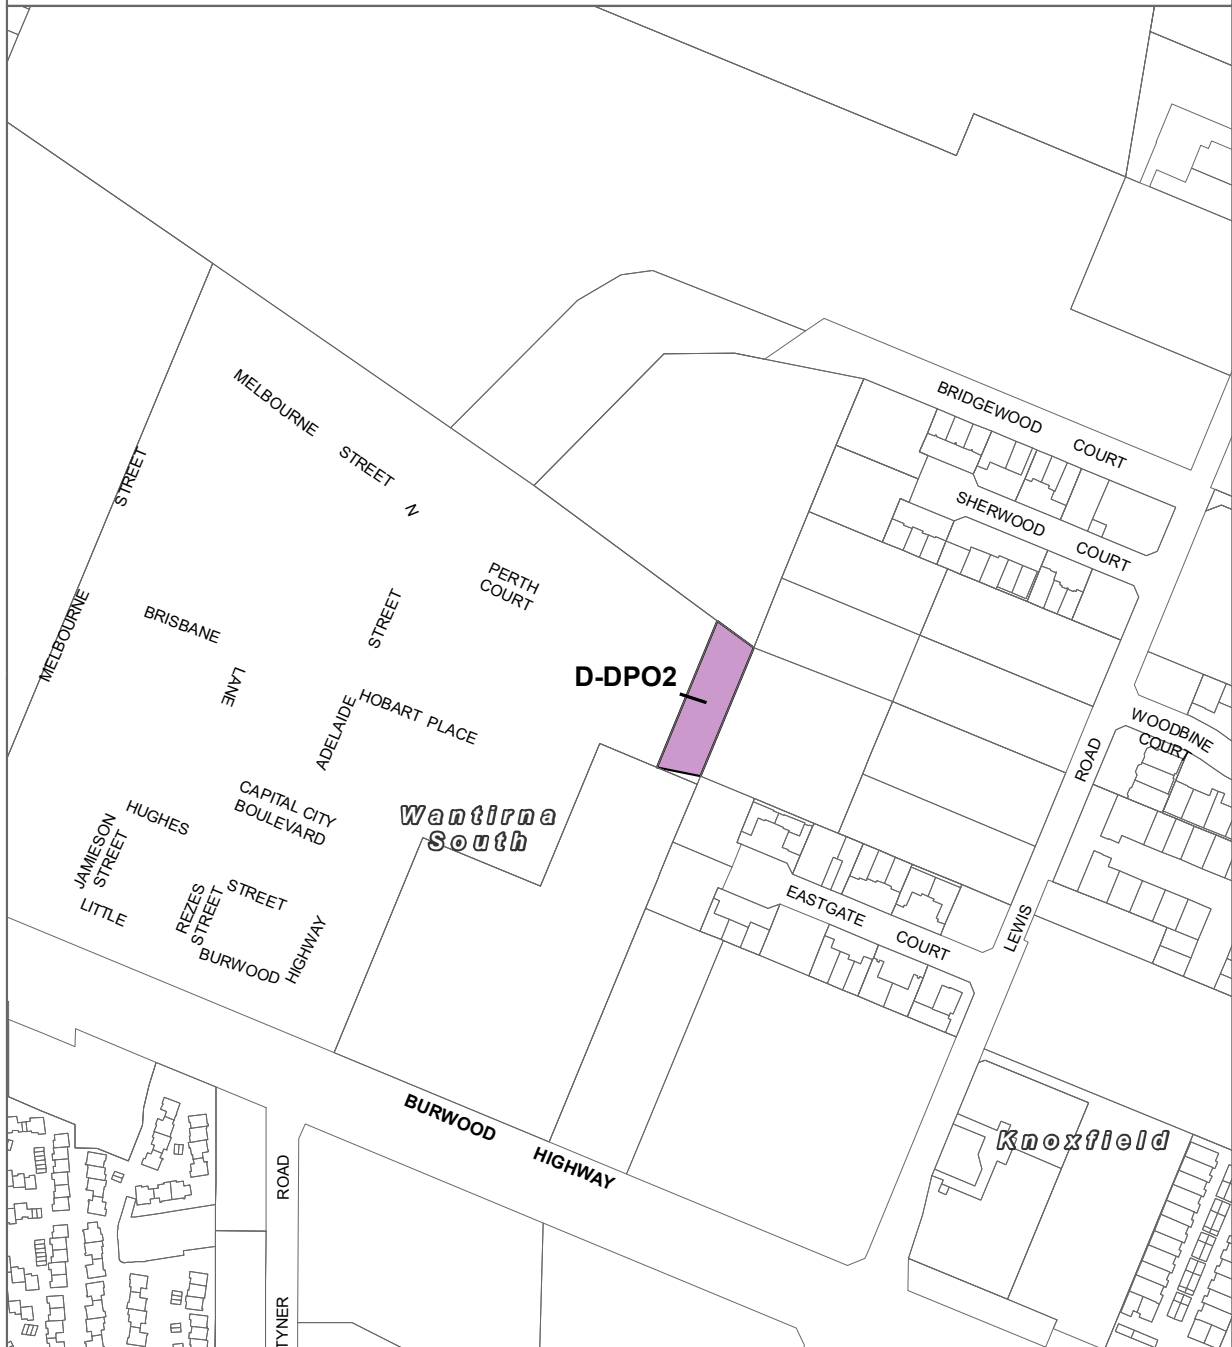 MELBOURNE
STREET
N
BRIDGEWOOD
COURT
SHERWOOD
COURT
STREET
MELBOURNE
PERTH
COURT
BRISBANE
LANE
STREET
ADELAIDE
HOBART PLACE
D-DPO2
WOODBINE
COURT
ROAD
LEWIS
CAPITAL CITY
BOULEVARD
Wantirna
South
HUGHES
STREET
JAMIESON
STREET
LITTLE
REZES
STREET
BURWOOD
HIGHWAY
EASTGATE
COURT
BURWOOD
HIGHWAY
Knoxfield
ROAD
TYNER